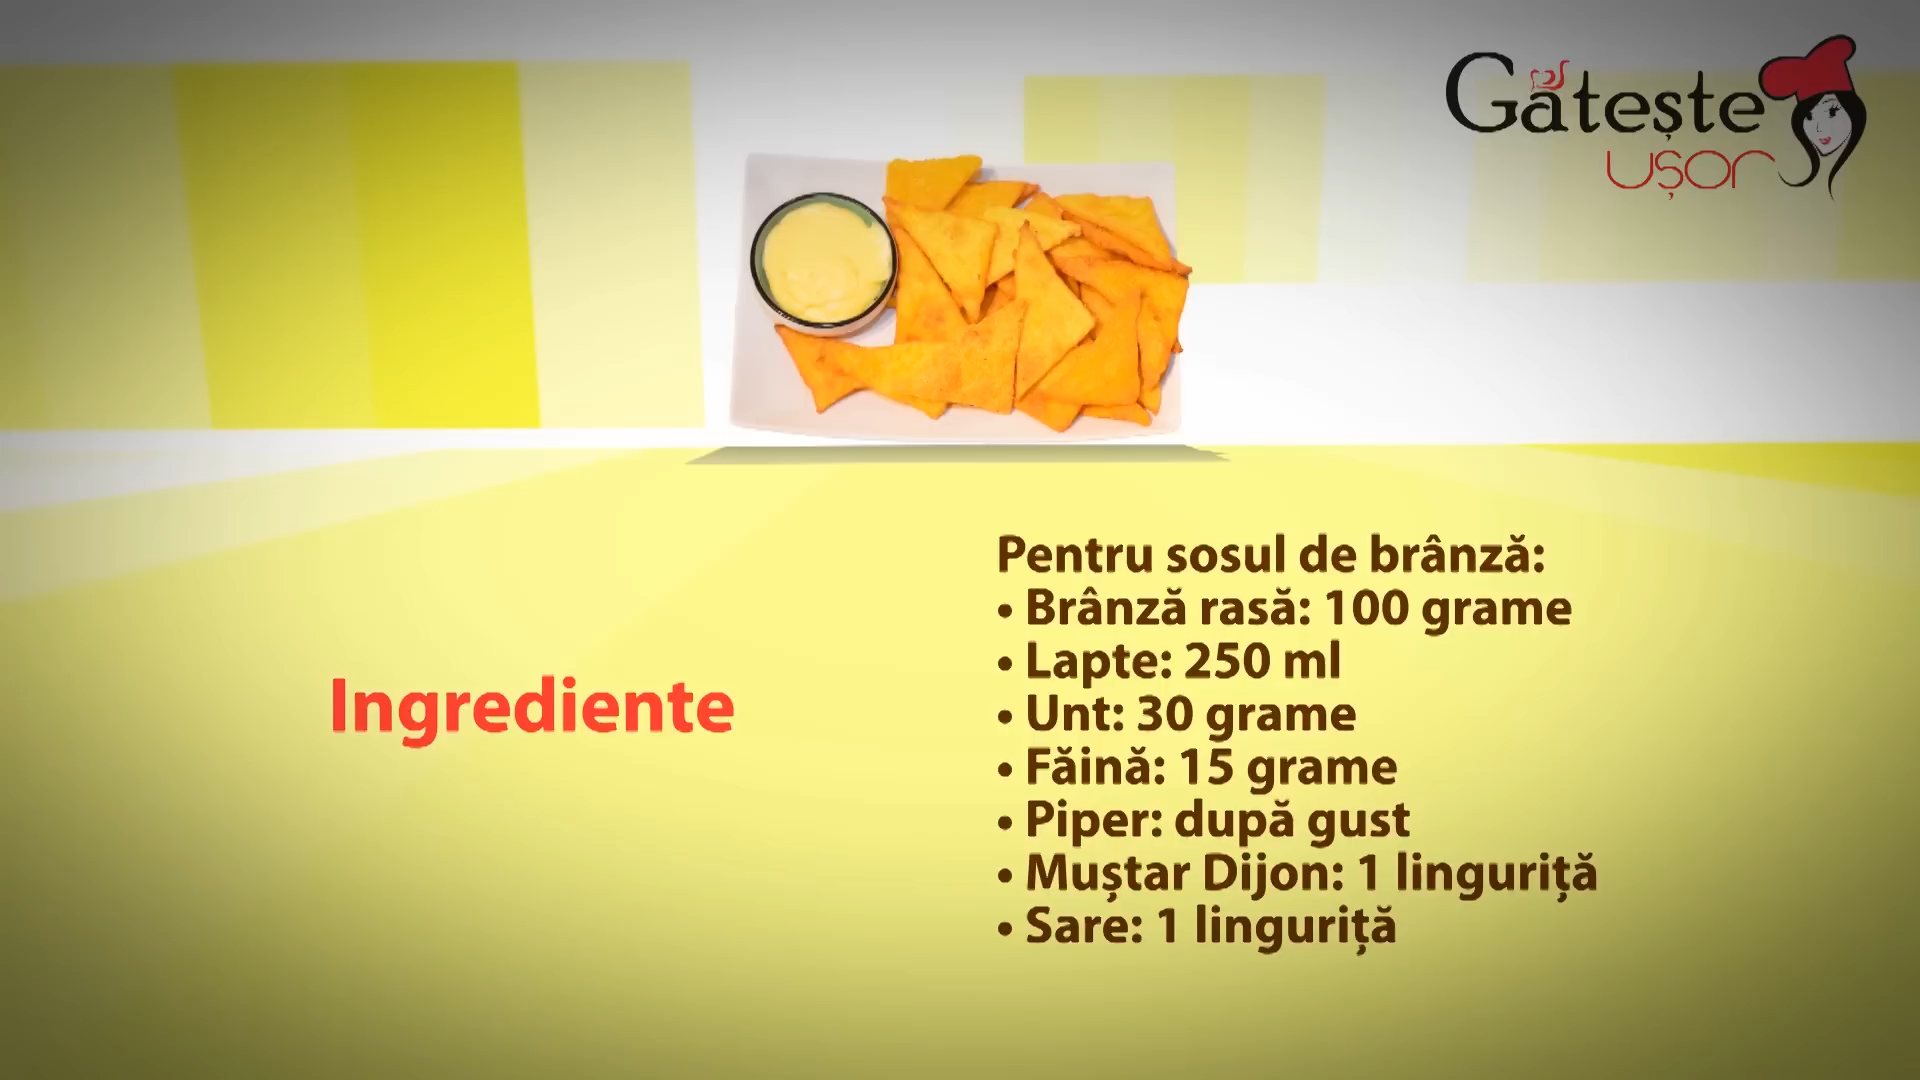 Gătește
ușor
Ingrediente
Pentru sosul de brânză:
• Brânză rasă: 100 grame
• Lapte: 250 ml
• Unt: 30 grame
• Făină: 15 grame
• Piper: după gust
• Muștar Dijon: 1 linguriță
• Sare: 1 linguriță